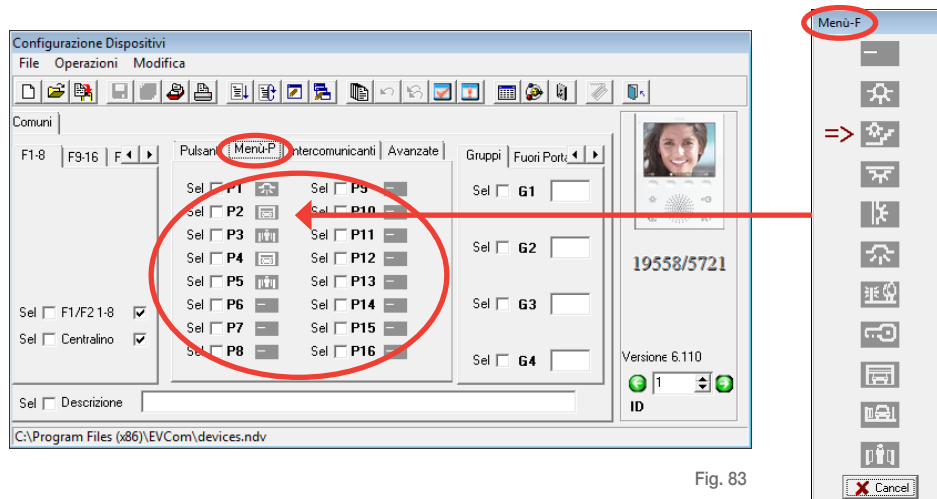 Configurazione Dispositivi
File Operazioni Modifica
Comuni
F1-8 F9-16 F
Pulsan Menù-P Intercomunicanti Avanzate
Gruppi Fuori Porta
Sel P1 Sel P9
Sel P2 Sel P10
Sel P3 Sel P11
Sel P4 Sel P12
Sel P5 Sel P13
Sel P6 Sel P14
Sel P7 Sel P15
Sel P8 Sel P16
Sel F1/F2 1-8
Sel Centralino
Sel G1
Sel G2
Sel G3
Sel G4
19558/5721
Versione 6.110
1
ID
Sel Descrizione
C:\Program Files (x86)\EVCom\devices.ndv
Menù-F
=>
Cancel
Fig. 83